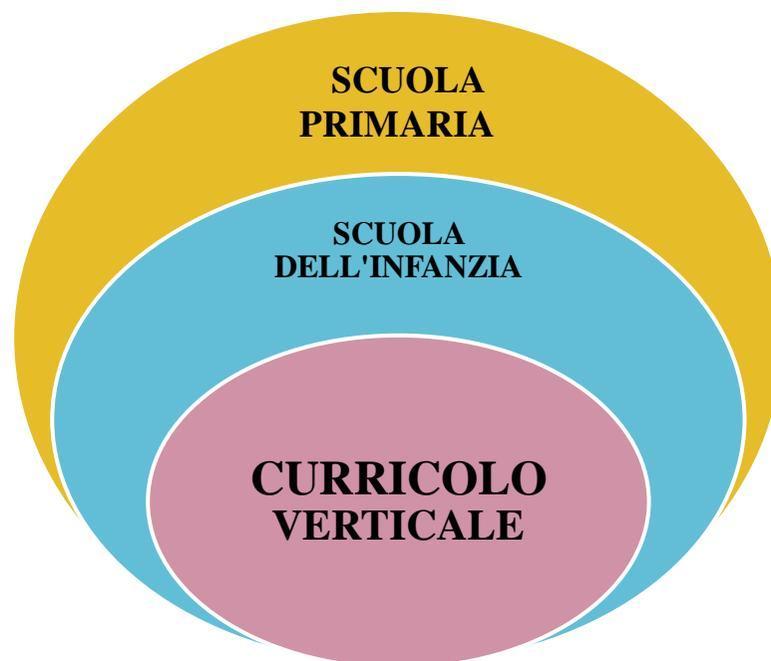 SCUOLA
PRIMARIA
SCUOLA
DELL'INFANZIA
CURRICOLO
VERTICALE